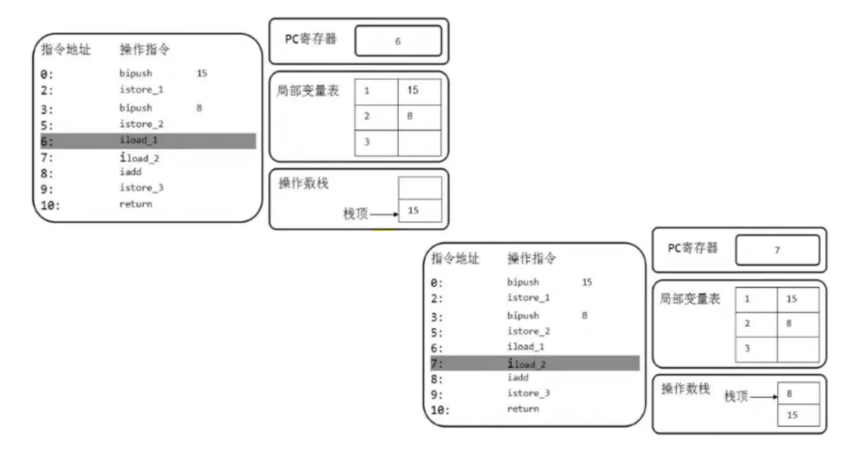 指令地址 操作指令
0: bipush 15
2: istore_1
3: bipush 8
5: istore_2
6: iload_1
7: iload_2
8: iadd
9: istore_3
10: return
PC寄存器 6
局部变量表 1 15
2 8
3
操作数栈
栈顶 15
指令地址 操作指令
0: bipush 15
2: istore_1
3: bipush 8
5: istore_2
6: iload_1
7: iload_2
8: iadd
9: istore_3
10: return
PC寄存器 7
局部变量表 1 15
2 8
3
操作数栈 栈顶 8
15